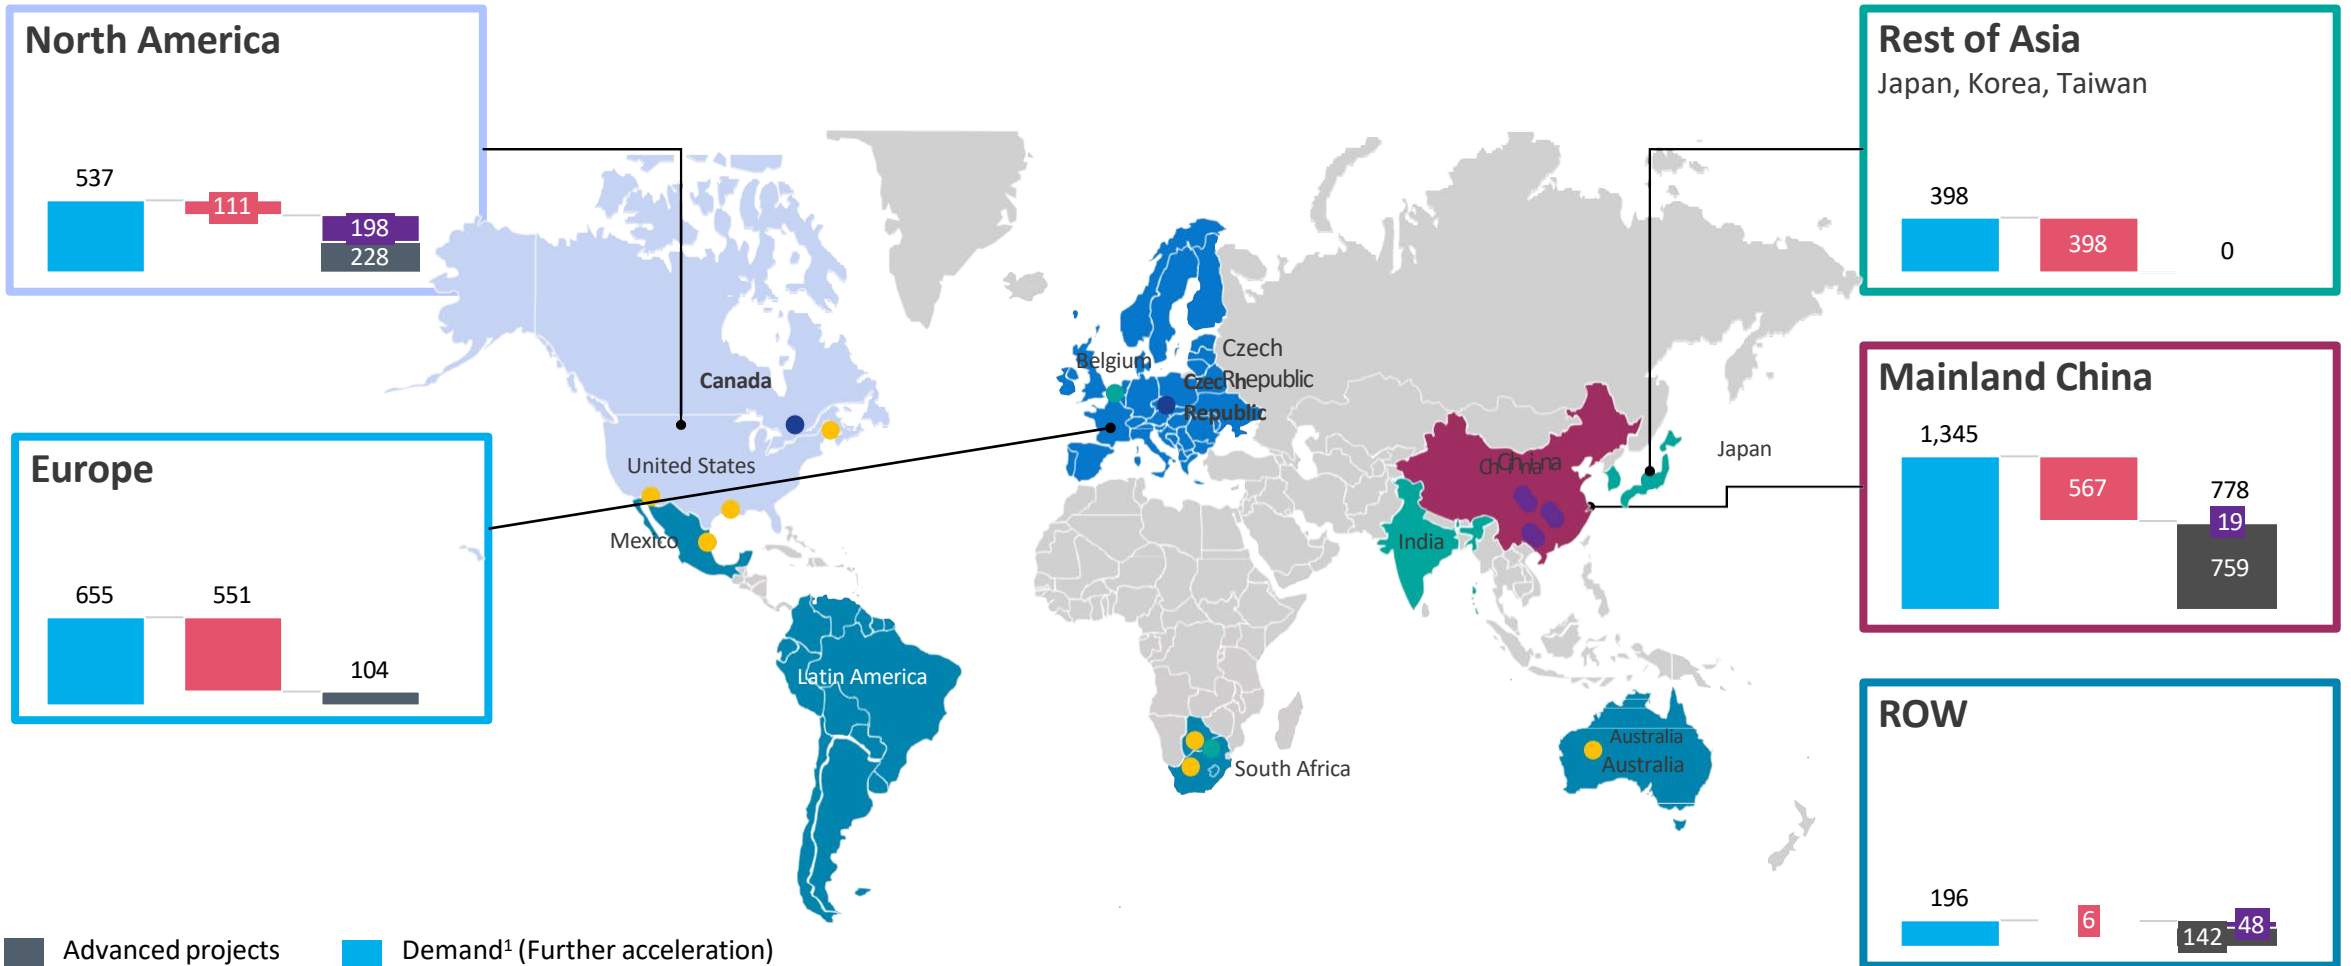 North America
537
111
198
228
Europe
655
551
104
Rest of Asia
Japan, Korea, Taiwan
398
398
0
Mainland China
1,345
567
778
19
759
ROW
196
6
142
48
Canada
United States
Mexico
Latin America
Belgium
Czech
Republic
Czech
Republic
South Africa
China
China
India
Japan
Australia
Australia
Advanced projects
Demand¹ (Further acceleration)